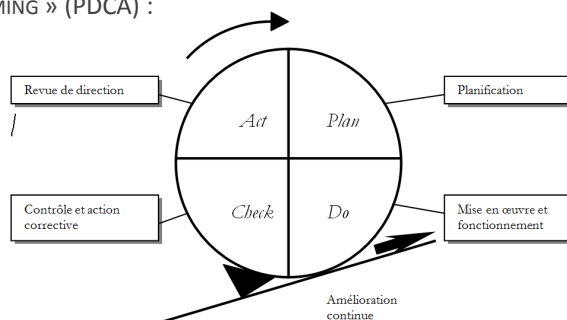 MING » (PDCA) :
Revue de direction
Act
Plan
Planification
Contrôle et action
corrective
Check
Do
Mise en œuvre et
fonctionnement
Amélioration
continue